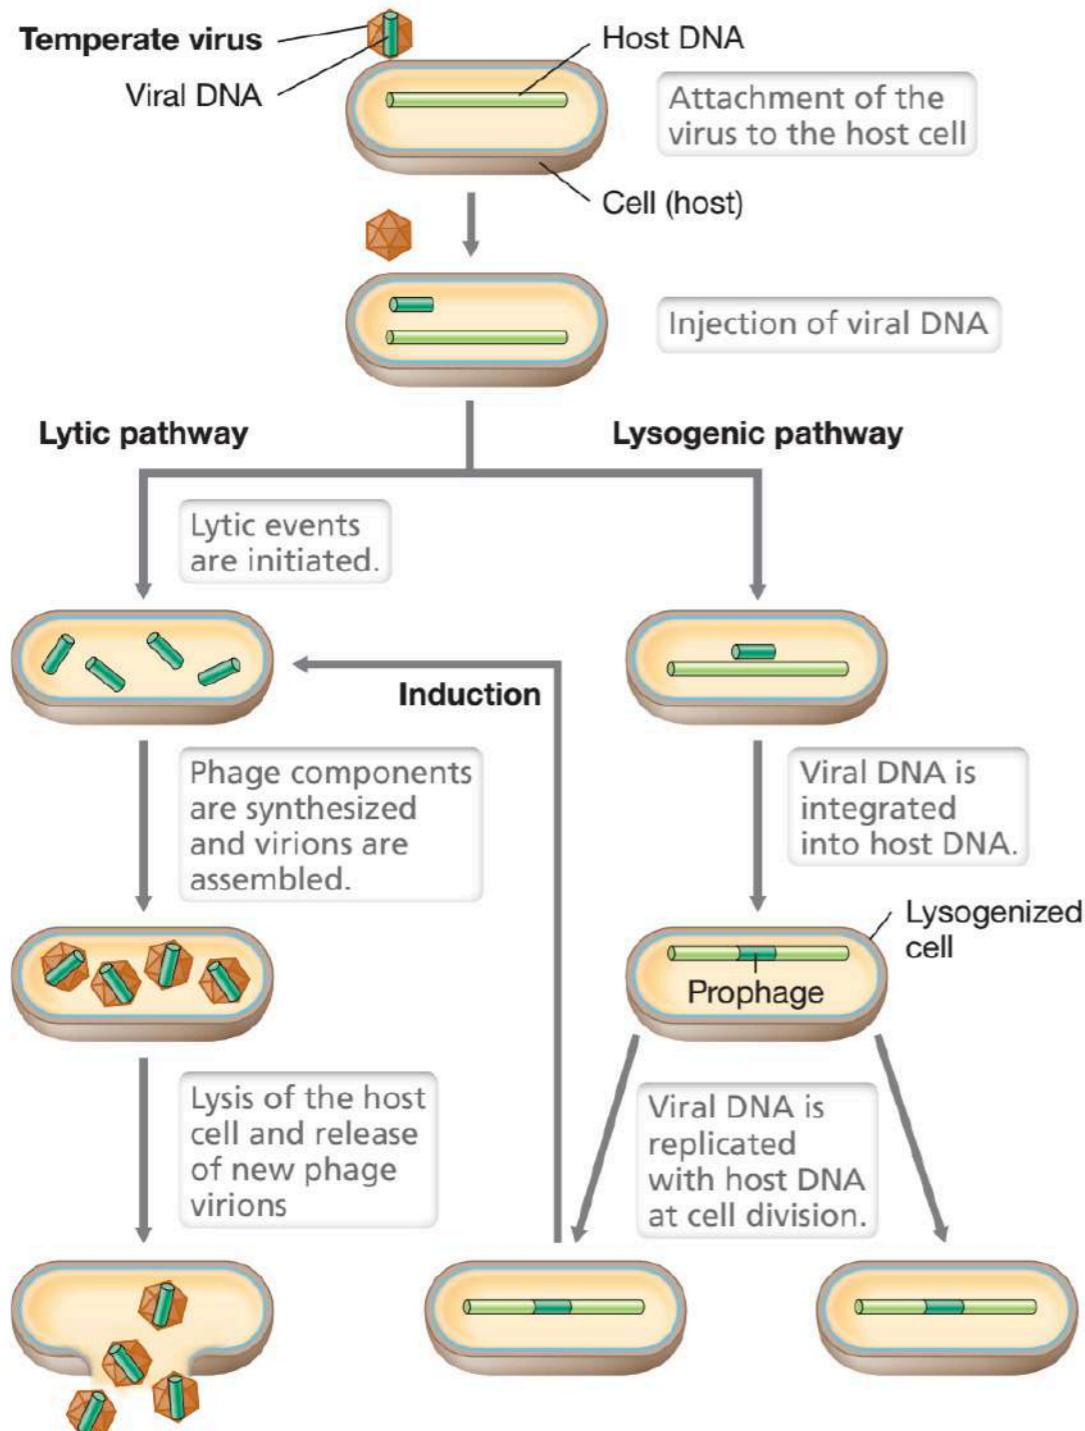 Temperate virus
Viral DNA
Host DNA
Attachment of the
virus to the host cell
Cell (host)
Injection of viral DNA
Lytic pathway
Lysogenic pathway
Lytic events
are initiated.
Induction
Phage components
are synthesized
and virions are
assembled.
Viral DNA is
integrated
into host DNA.
Lysogenized
cell
Prophage
Lysis of the host
cell and release
of new phage
virions
Viral DNA is
replicated
with host DNA
at cell division.